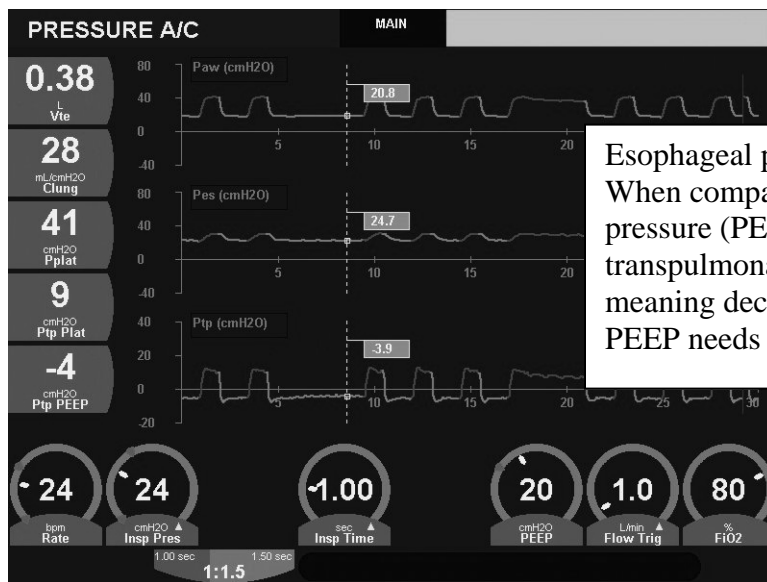 PRESSURE A/C
MAIN
0.38
L
Vte
28
mL/cmH2O
Clung
41
cmH2O
Pplat
9
cmH2O
Ptp Plat
-4
cmH2O
Ptp PEEP
Paw (cmH2O)
80
40
0
-40
20.8
5 10 15 20
Pes (cmH2O)
80
40
0
-40
24.7
5 10 15 20
Ptp (cmH2O)
40
20
0
-20
-3.9
5 10 15 20 25 30
Esophageal
When
pressure
meaning
PEEP needs
24
bpm
Rate
24
cmH2O
Insp Pres
1.00
sec
Insp Time
20
cmH2O
PEEP
1.0
L/min
Flow Trig
80
%
FiO2
1.00 sec 1.50 sec
1:1.5